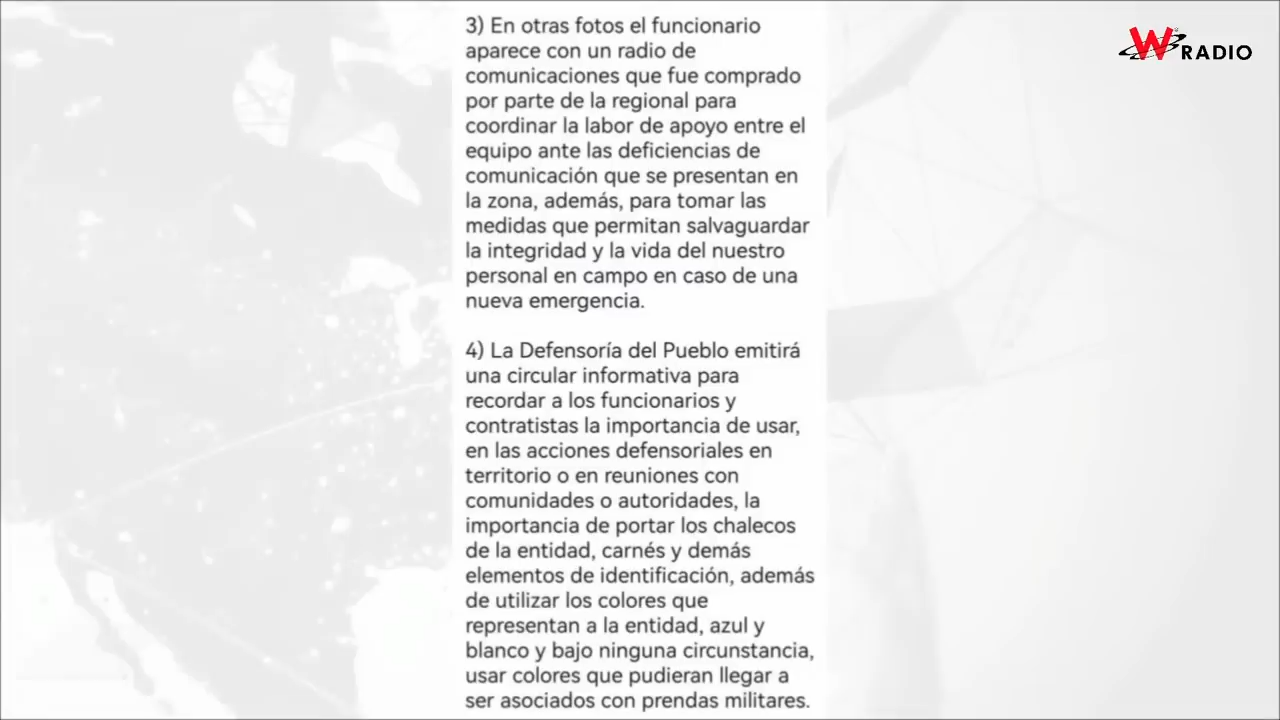 3) En otras fotos el funcionario
aparece con un radio de
comunicaciones que fue comprado
por parte de la regional para
coordinar la labor de apoyo entre el
equipo ante las deficiencias de
comunicación que se presentan en
la zona, además, para tomar las
medidas que permitan salvaguardar
la integridad y la vida del nuestro
personal en campo en caso de una
nueva emergencia.
4) La Defensoría del Pueblo emitirá
una circular informativa para
recordar a los funcionarios y
contratistas la importancia de usar,
en las acciones defensoriales en
territorio o en reuniones con
comunidades o autoridades, la
importancia de portar los chalecos
de la entidad, carnés y demás
elementos de identificación, además
de utilizar los colores que
representan a la entidad, azul y
blanco y bajo ninguna circunstancia,
usar colores que pudieran llegar a
ser asociados con prendas militares.
W RADIO